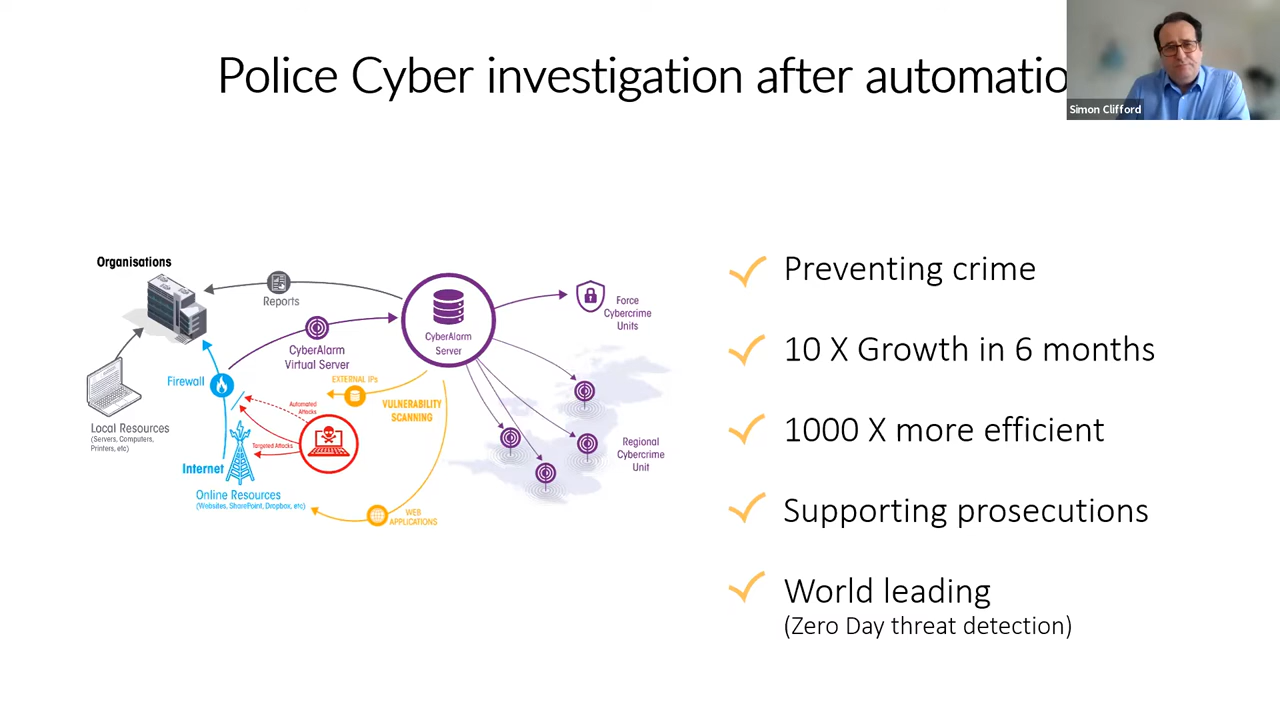 Police Cyber investigation after automatio
Simon Clifford
Organisations
Reports
CyberAlarm
Virtual Server
CyberAlarm
Server
Force
Cybercrime
Units
Firewall
EXTERNAL IPs
VULNERABILITY
SCANNING
Automated
Attacks
Targeted Attacks
Local Resources
(Servers, Computers,
Printers, etc)
Internet
Online Resources
(Websites, SharePoint, Dropbox, etc)
WEB
APPLICATIONS
Regional
Cybercrime
Unit
Preventing crime
10 X Growth in 6 months
1000 X more efficient
Supporting prosecutions
World leading
(Zero Day threat detection)